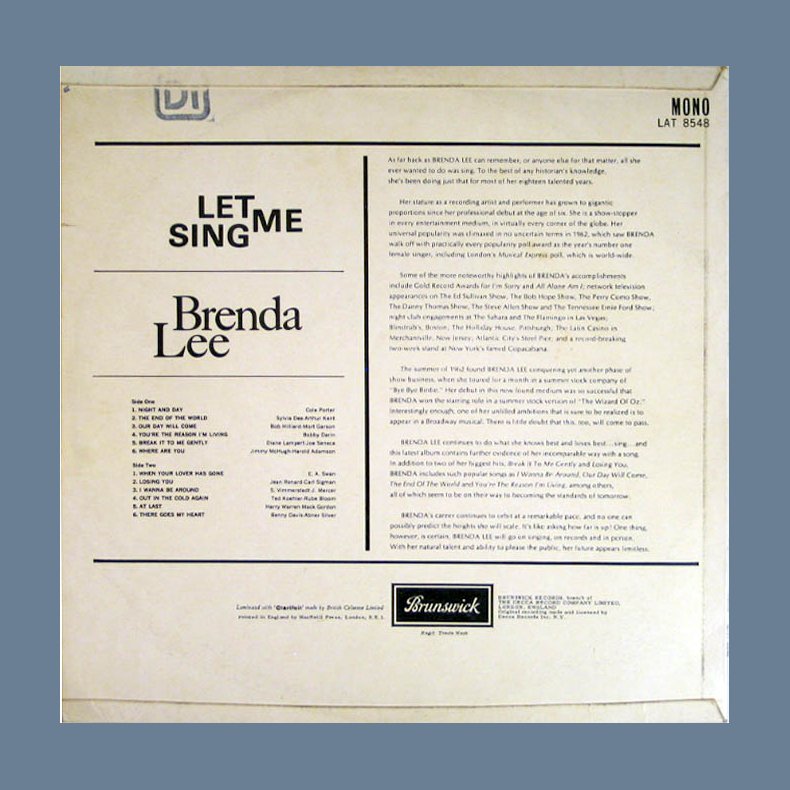 DJ
MONO
LAT 8548
LET ME
SING
Brenda
Lee
Side One
1. NIGHT AND DAY Cole Porter
2. THE END OF THE WORLD Sylvia Dee-Arthur Kent
3. OUR DAY WILL COME Bob Hilliard-Mort Garson
4. YOU'RE THE REASON I'M LIVING Bobby Darin
5. BREAK IT TO ME GENTLY Diane Lampert-Joe Seneca
6. WHERE ARE YOU Jimmy McHugh-Harold Adamson
Side Two
1. WHEN YOUR LOVER HAS GONE E. A. Swan
2. LOSING YOU Jean Renard-Carl Sigman
3. I WANNA BE AROUND S. Vimmerstedt-J. Mercer
4. OUT IN THE COLD AGAIN Ted Koehler-Rube Bloom
5. AT LAST Harry Warren-Mack Gordon
6. THERE GOES MY HEART Benny Davis-Abner Silver
As far back as BRENDA LEE can remember, or anyone else for that matter, all she
ever wanted to do was sing. To the best of any historian's knowledge,
she's been doing just that for most of her eighteen talented years.
Her stature as a recording artist and performer has grown to gigantic
proportions since her professional debut at the age of six. She is a show-stopper
in every entertainment medium, in virtually every corner of the globe. Her
universal popularity was climaxed in no uncertain terms in 1962, which saw BRENDA
walk off with practically every popularity poll award as the year's number one
female singer, including London's Musical Express poll, which is world-wide.
Some of the more noteworthy highlights of BRENDA's accomplishments
include Gold Record Awards for I'm Sorry and All Alone Am I; network television
appearances on The Ed Sullivan Show, The Bob Hope Show, The Perry Como Show,
The Danny Thomas Show, The Steve Allen Show and The Tennessee Ernie Ford Show;
night club engagements at The Sahara and The Flamingo in Las Vegas;
Blinstrub's, Boston; The Holliday House, Pittsburgh; The Latin Casino in
Merchantville, New Jersey; Atlantic City's Steel Pier; and a record-breaking
two-week stand at New York's famed Copacabana.
The summer of 1962 found BRENDA LEE conquering yet another phase of
show business, when she toured for a month in a summer stock company of
"Bye Bye Birdie." Her debut in this new found medium was so successful that
BRENDA won the starring role in a summer stock version of "The Wizard Of Oz."
Interestingly enough, one of her unfulfilled ambitions that is sure to be realized is to
appear in a Broadway musical. There is little doubt that this, too, will come to pass.
BRENDA LEE continues to do what she knows best and loves best...sing...and
this latest album contains further evidence of her incomparable way with a song.
In addition to two of her biggest hits, Break It To Me Gently and Losing You,
BRENDA includes such popular songs as I Wanna Be Around, Our Day Will Come,
The End Of The World and You're The Reason I'm Living, among others,
all of which seem to be on their way to becoming the standards of tomorrow.
BRENDA's career continues to orbit at a remarkable pace, and no one can
possibly predict the heights she will scale. It's like asking how far is up! One thing,
however, is certain. BRENDA LEE will go on singing, on records and in person.
With her natural talent and ability to please the public, her future appears limitless.
Laminated with 'Clarifoil' made by British Celanese Limited
Printed in England by MacNeill Press, London, S.E.1.
Brunswick
Regd. Trade Mark
BRUNSWICK RECORDS, branch of
THE DECCA RECORD COMPANY LIMITED,
LONDON, ENGLAND
Original recording made and licensed by
Decca Records Inc. N.Y.